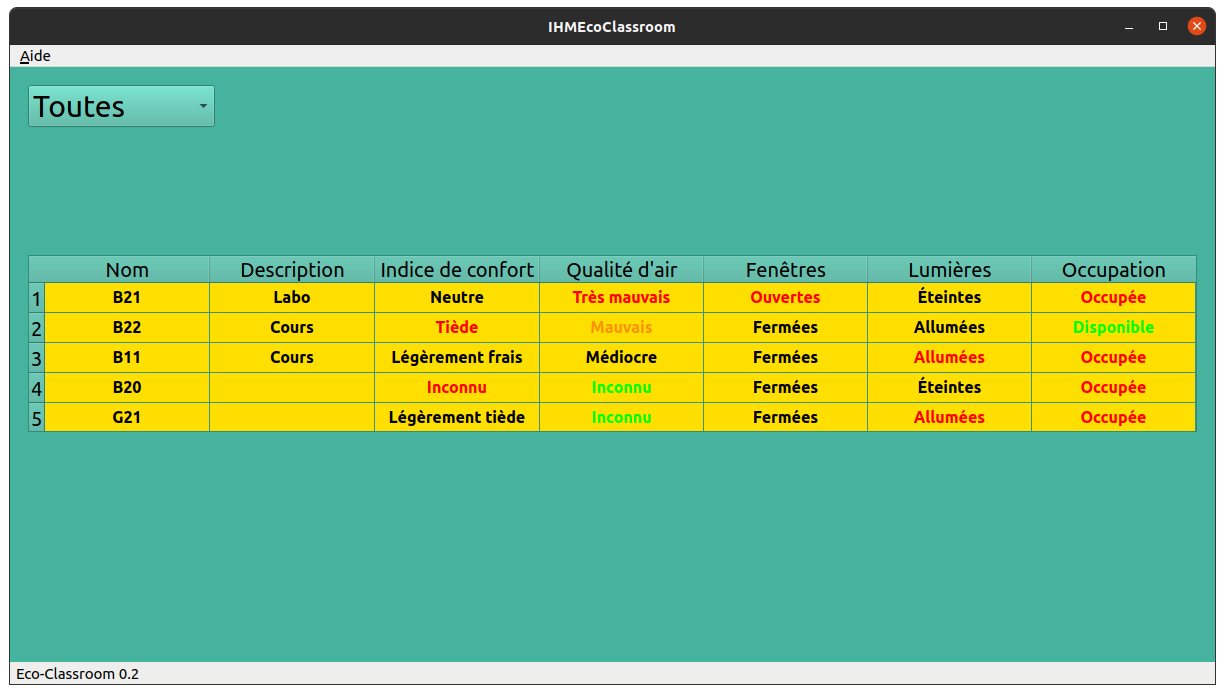 IHMEcoClassroom
Aide
Toutes
Nom Description Indice de confort Qualité d'air Fenêtres Lumières Occupation
1 B21 Labo Neutre Très mauvais Ouvertes Éteintes Occupée
2 B22 Cours Tiède Mauvais Fermées Allumées Disponible
3 B11 Cours Légèrement frais Médiocre Fermées Allumées Occupée
4 B20 Inconnu Inconnu Fermées Éteintes Occupée
5 G21 Légèrement tiède Inconnu Fermées Allumées Occupée
Eco-Classroom 0.2